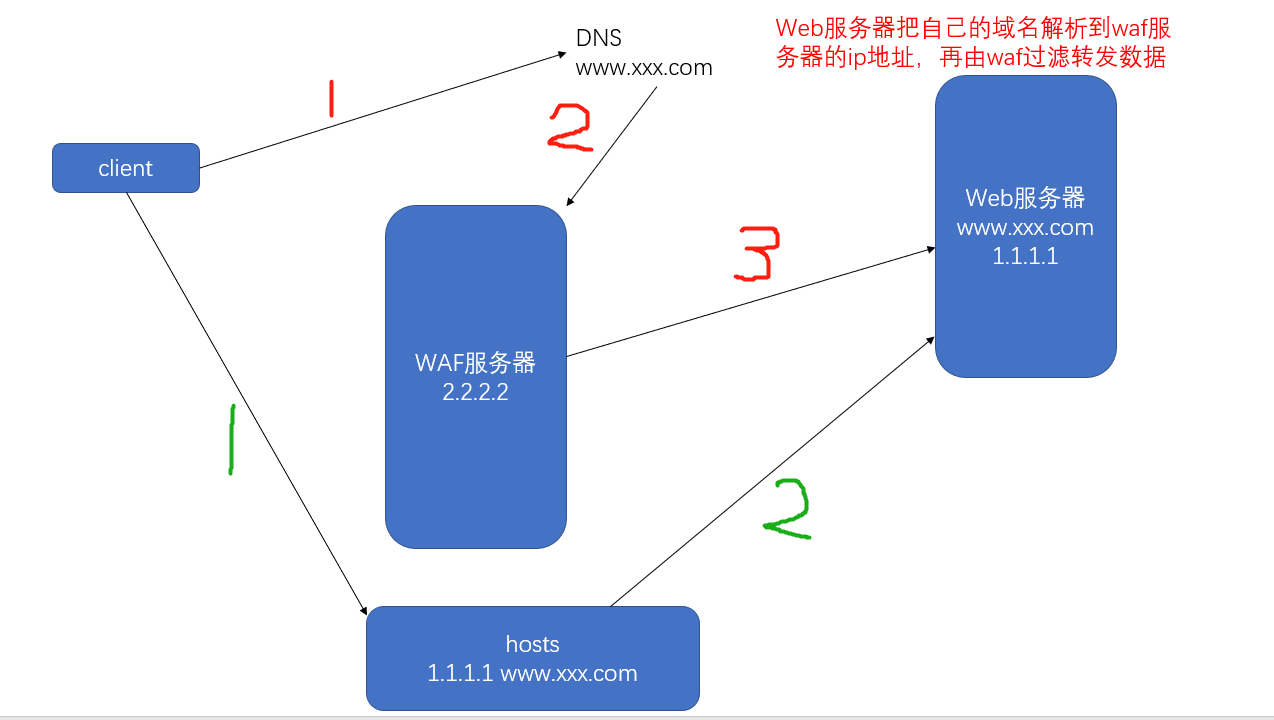 DNS
www.xxx.com
Web服务器把自己的域名解析到waf服
务器的ip地址，再由waf过滤转发数据
1
2
client
Web服务器
www.xxx.com
1.1.1.1
3
WAF服务器
2.2.2.2
1
2
hosts
1.1.1.1 www.xxx.com